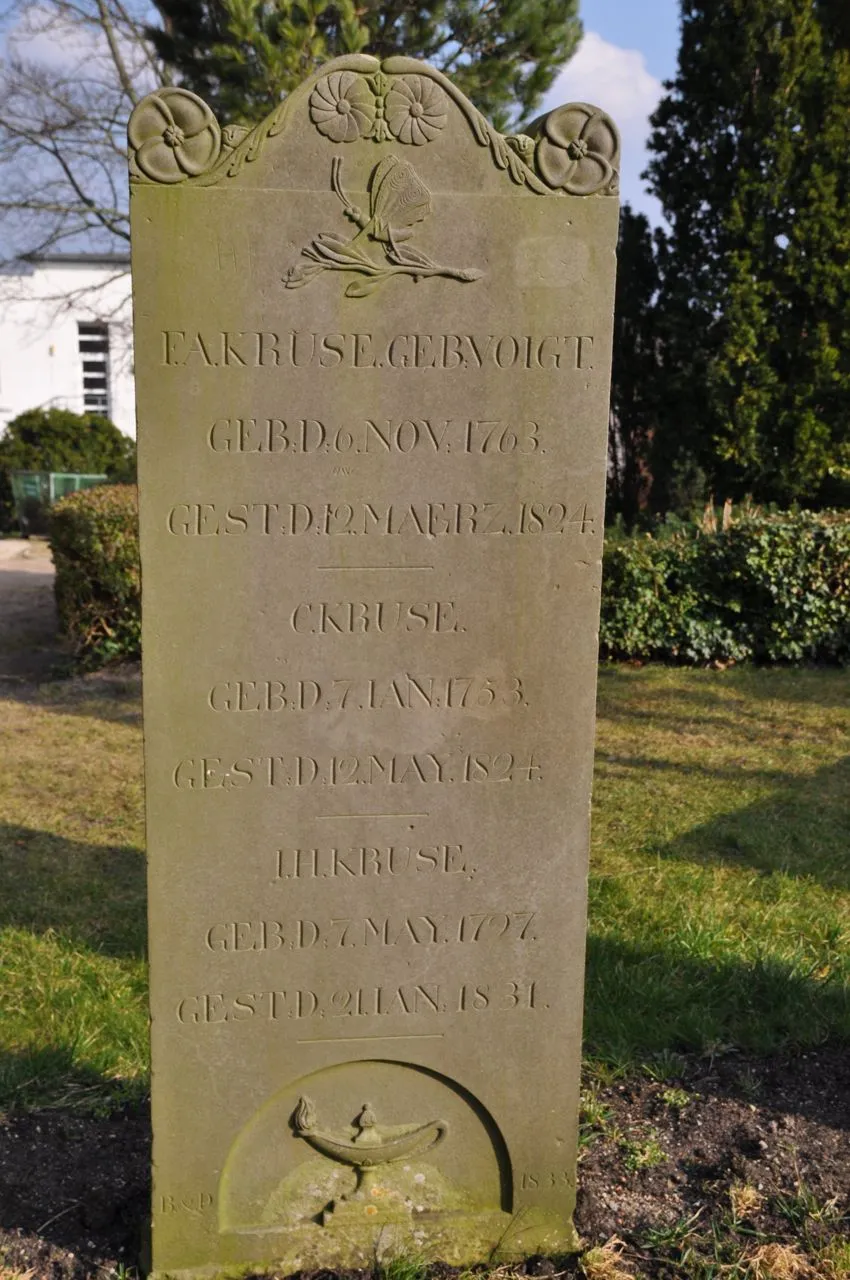 F.A.KRUSE.GEB:VOIGT.
GEB:D:6.NOV:1763.
GEST:D:12.MAERZ.1824.
C.KRUSE.
GEB:D:7.IAN:1753.
GEST:D:12.MAY.1824.
I.H.KRUSE.
GEB:D:7.MAY.1797.
GEST:D:21.IAN:1831.
1833.